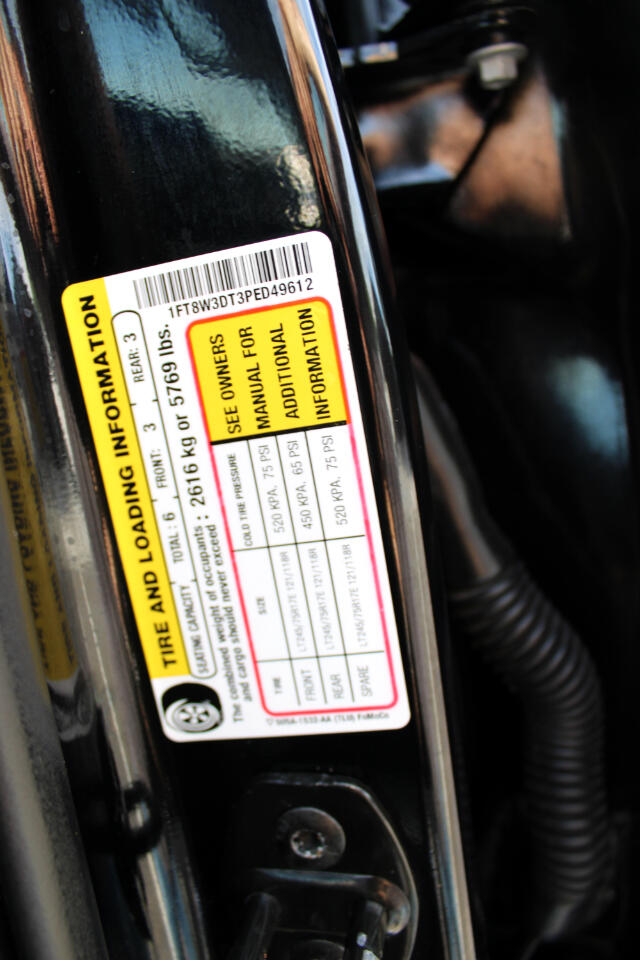 TIRE AND LOADING INFORMATION
SEATING CAPACITY TOTAL: 6 FRONT: 3 REAR: 3
The combined weight of occupants and cargo should never exceed : 2616 kg or 5769 lbs.
1FT8W3DT3PED49612
TIRE SIZE COLD TIRE PRESSURE
FRONT LT245/75R17E 121/118R 520 KPA, 75 PSI
REAR LT245/75R17E 121/118R 450 KPA, 65 PSI
SPARE LT245/75R17E 121/118R 520 KPA, 75 PSI
SEE OWNERS
MANUAL FOR
ADDITIONAL
INFORMATION
(TLB) FoMoCo